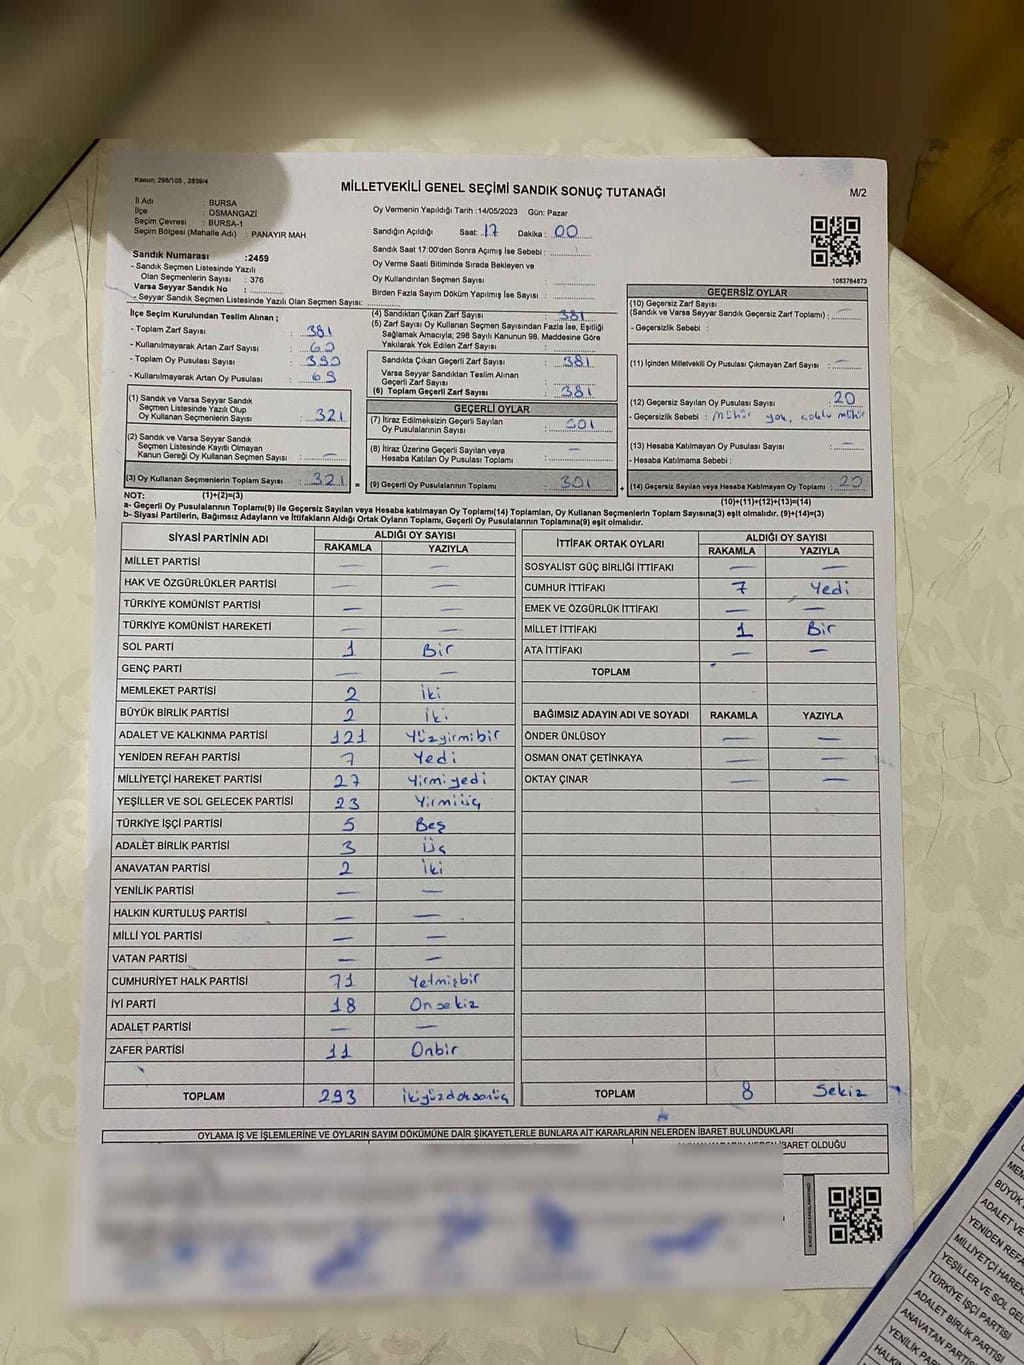 Kanun: 298/105 , 2839/4
MİLLETVEKİLİ GENEL SEÇİMİ SANDIK SONUÇ TUTANAĞI
M/2
İl Adı : BURSA
İlçe : OSMANGAZİ
Seçim Çevresi : BURSA-1
Seçim Bölgesi (Mahalle Adı) : PANAYIR MAH.
Oy Vermenin Yapıldığı Tarih :14/05/2023 Gün: Pazar
Sandığın Açıldığı Saat: 17 Dakika: 00
Sandık Saat 17:00'den Sonra Açılmış İse Sebebi :
Oy Verme Saati Bitiminde Sırada Bekleyen ve
Oy Kullandırılan Seçmen Sayısı :
Birden Fazla Sayım Döküm Yapılmış İse Sayısı :
Sandık Numarası :2459
- Sandık Seçmen Listesinde Yazılı
Olan Seçmenlerin Sayısı : 376
Varsa Seyyar Sandık No :
- Seyyar Sandık Seçmen Listesinde Yazılı Olan Seçmen Sayısı:
İlçe Seçim Kurulundan Teslim Alınan ;
- Toplam Zarf Sayısı : 381
- Kullanılmayarak Artan Zarf Sayısı : 60
- Toplam Oy Pusulası Sayısı : 390
- Kullanılmayarak Artan Oy Pusulası : 69
(1) Sandık ve Varsa Seyyar Sandık
Seçmen Listesinde Yazılı Olup
Oy Kullanan Seçmenlerin Sayısı : 321
(2) Sandık ve Varsa Seyyar Sandık
Seçmen Listesinde Kayıtlı Olmayan
Kanun Gereği Oy Kullanan Seçmen Sayısı : —
(3) Oy Kullanan Seçmenlerin Toplam Sayısı : 321
(1)+(2)=(3)
(4) Sandıktan Çıkan Zarf Sayısı : 381
(5) Zarf Sayısı Oy Kullanan Seçmen Sayısından Fazla İse, Eşitliği
Sağlamak Amacıyla; 298 Sayılı Kanunun 98. Maddesine Göre
Yakılarak Yok Edilen Zarf Sayısı :
Sandıkta Çıkan Geçerli Zarf Sayısı : 381
Varsa Seyyar Sandıktan Teslim Alınan
Geçerli Zarf Sayısı :
(6) Toplam Geçerli Zarf Sayısı : 381
GEÇERLİ OYLAR
(7) İtiraz Edilmeksizin Geçerli Sayılan
Oy Pusulalarının Sayısı : 301
(8) İtiraz Üzerine Geçerli Sayılan veya
Hesaba Katılan Oy Pusulası Toplamı : —
= (9) Geçerli Oy Pusulalarının Toplamı : 301
1083764673
GEÇERSİZ OYLAR
(10) Geçersiz Zarf Sayısı
(Sandık ve Varsa Seyyar Sandık Geçersiz Zarf Toplamı) : —
- Geçersizlik Sebebi :
(11) İçinden Milletvekili Oy Pusulası Çıkmayan Zarf Sayısı : —
(12) Geçersiz Sayılan Oy Pusulası Sayısı : 20
- Geçersizlik Sebebi : mühür yok, çoklu mühür
(13) Hesaba Katılmayan Oy Pusulası Sayısı : —
- Hesaba Katılmama Sebebi :
+ (14) Geçersiz Sayılan veya Hesaba Katılmayan Oy Toplamı : 20
(10)+(11)+(12)+(13)=(14)
NOT:
a- Geçerli Oy Pusulalarının Toplamı(9) ile Geçersiz Sayılan veya Hesaba katılmayan Oy Toplamı(14) Toplamları, Oy Kullanan Seçmenlerin Toplam Sayısına(3) eşit olmalıdır. (9)+(14)=(3)
b- Siyasi Partilerin, Bağımsız Adayların ve İttifakların Aldığı Ortak Oyların Toplamı, Geçerli Oy Pusulalarının Toplamına(9) eşit olmalıdır.
SİYASİ PARTİNİN ADI ALDIĞI OY SAYISI
RAKAMLA YAZIYLA
MİLLET PARTİSİ — —
HAK VE ÖZGÜRLÜKLER PARTİSİ — —
TÜRKİYE KOMÜNİST PARTİSİ — —
TÜRKİYE KOMÜNİST HAREKETİ — —
SOL PARTİ 1 Bir
GENÇ PARTİ — —
MEMLEKET PARTİSİ 2 İki
BÜYÜK BİRLİK PARTİSİ 2 İki
ADALET VE KALKINMA PARTİSİ 121 Yüzyirmibir
YENİDEN REFAH PARTİSİ 7 Yedi
MİLLİYETÇİ HAREKET PARTİSİ 27 Yirmiyedi
YEŞİLLER VE SOL GELECEK PARTİSİ 23 Yirmiüç
TÜRKİYE İŞÇİ PARTİSİ 5 Beş
ADALET BİRLİK PARTİSİ 3 Üç
ANAVATAN PARTİSİ 2 İki
YENİLİK PARTİSİ — —
HALKIN KURTULUŞ PARTİSİ — —
MİLLİ YOL PARTİSİ — —
VATAN PARTİSİ — —
CUMHURİYET HALK PARTİSİ 71 Yetmişbir
İYİ PARTİ 18 Onsekiz
ADALET PARTİSİ — —
ZAFER PARTİSİ 11 Onbir
TOPLAM 293 İkiyüzdoksanüç
İTTİFAK ORTAK OYLARI ALDIĞI OY SAYISI
RAKAMLA YAZIYLA
SOSYALİST GÜÇ BİRLİĞİ İTTİFAKI — —
CUMHUR İTTİFAKI 7 Yedi
EMEK VE ÖZGÜRLÜK İTTİFAKI — —
MİLLET İTTİFAKI 1 Bir
ATA İTTİFAKI — —
TOPLAM
BAĞIMSIZ ADAYIN ADI VE SOYADI RAKAMLA YAZIYLA
ÖNDER ÜNLÜSOY — —
OSMAN ONAT ÇETİNKAYA — —
OKTAY ÇINAR — —
TOPLAM 8 Sekiz
OYLAMA İŞ VE İŞLEMLERİNE VE OYLARIN SAYIM DÖKÜMÜNE DAİR ŞİKAYETLERLE BUNLARA AİT KARARLARIN NELERDEN İBARET BULUNDUKLARI
İBARET OLDUĞU
BÜYÜK
ADALET VE
YENİDEN REFA
MİLLİYETÇİ HAREK
YEŞİLLER VE SOL GEL
TÜRKİYE İŞÇİ PARTİSİ
ADALET BİRLİK PARTİSİ
ANAVATAN PARTİSİ
YENİLİK PARTİSİ